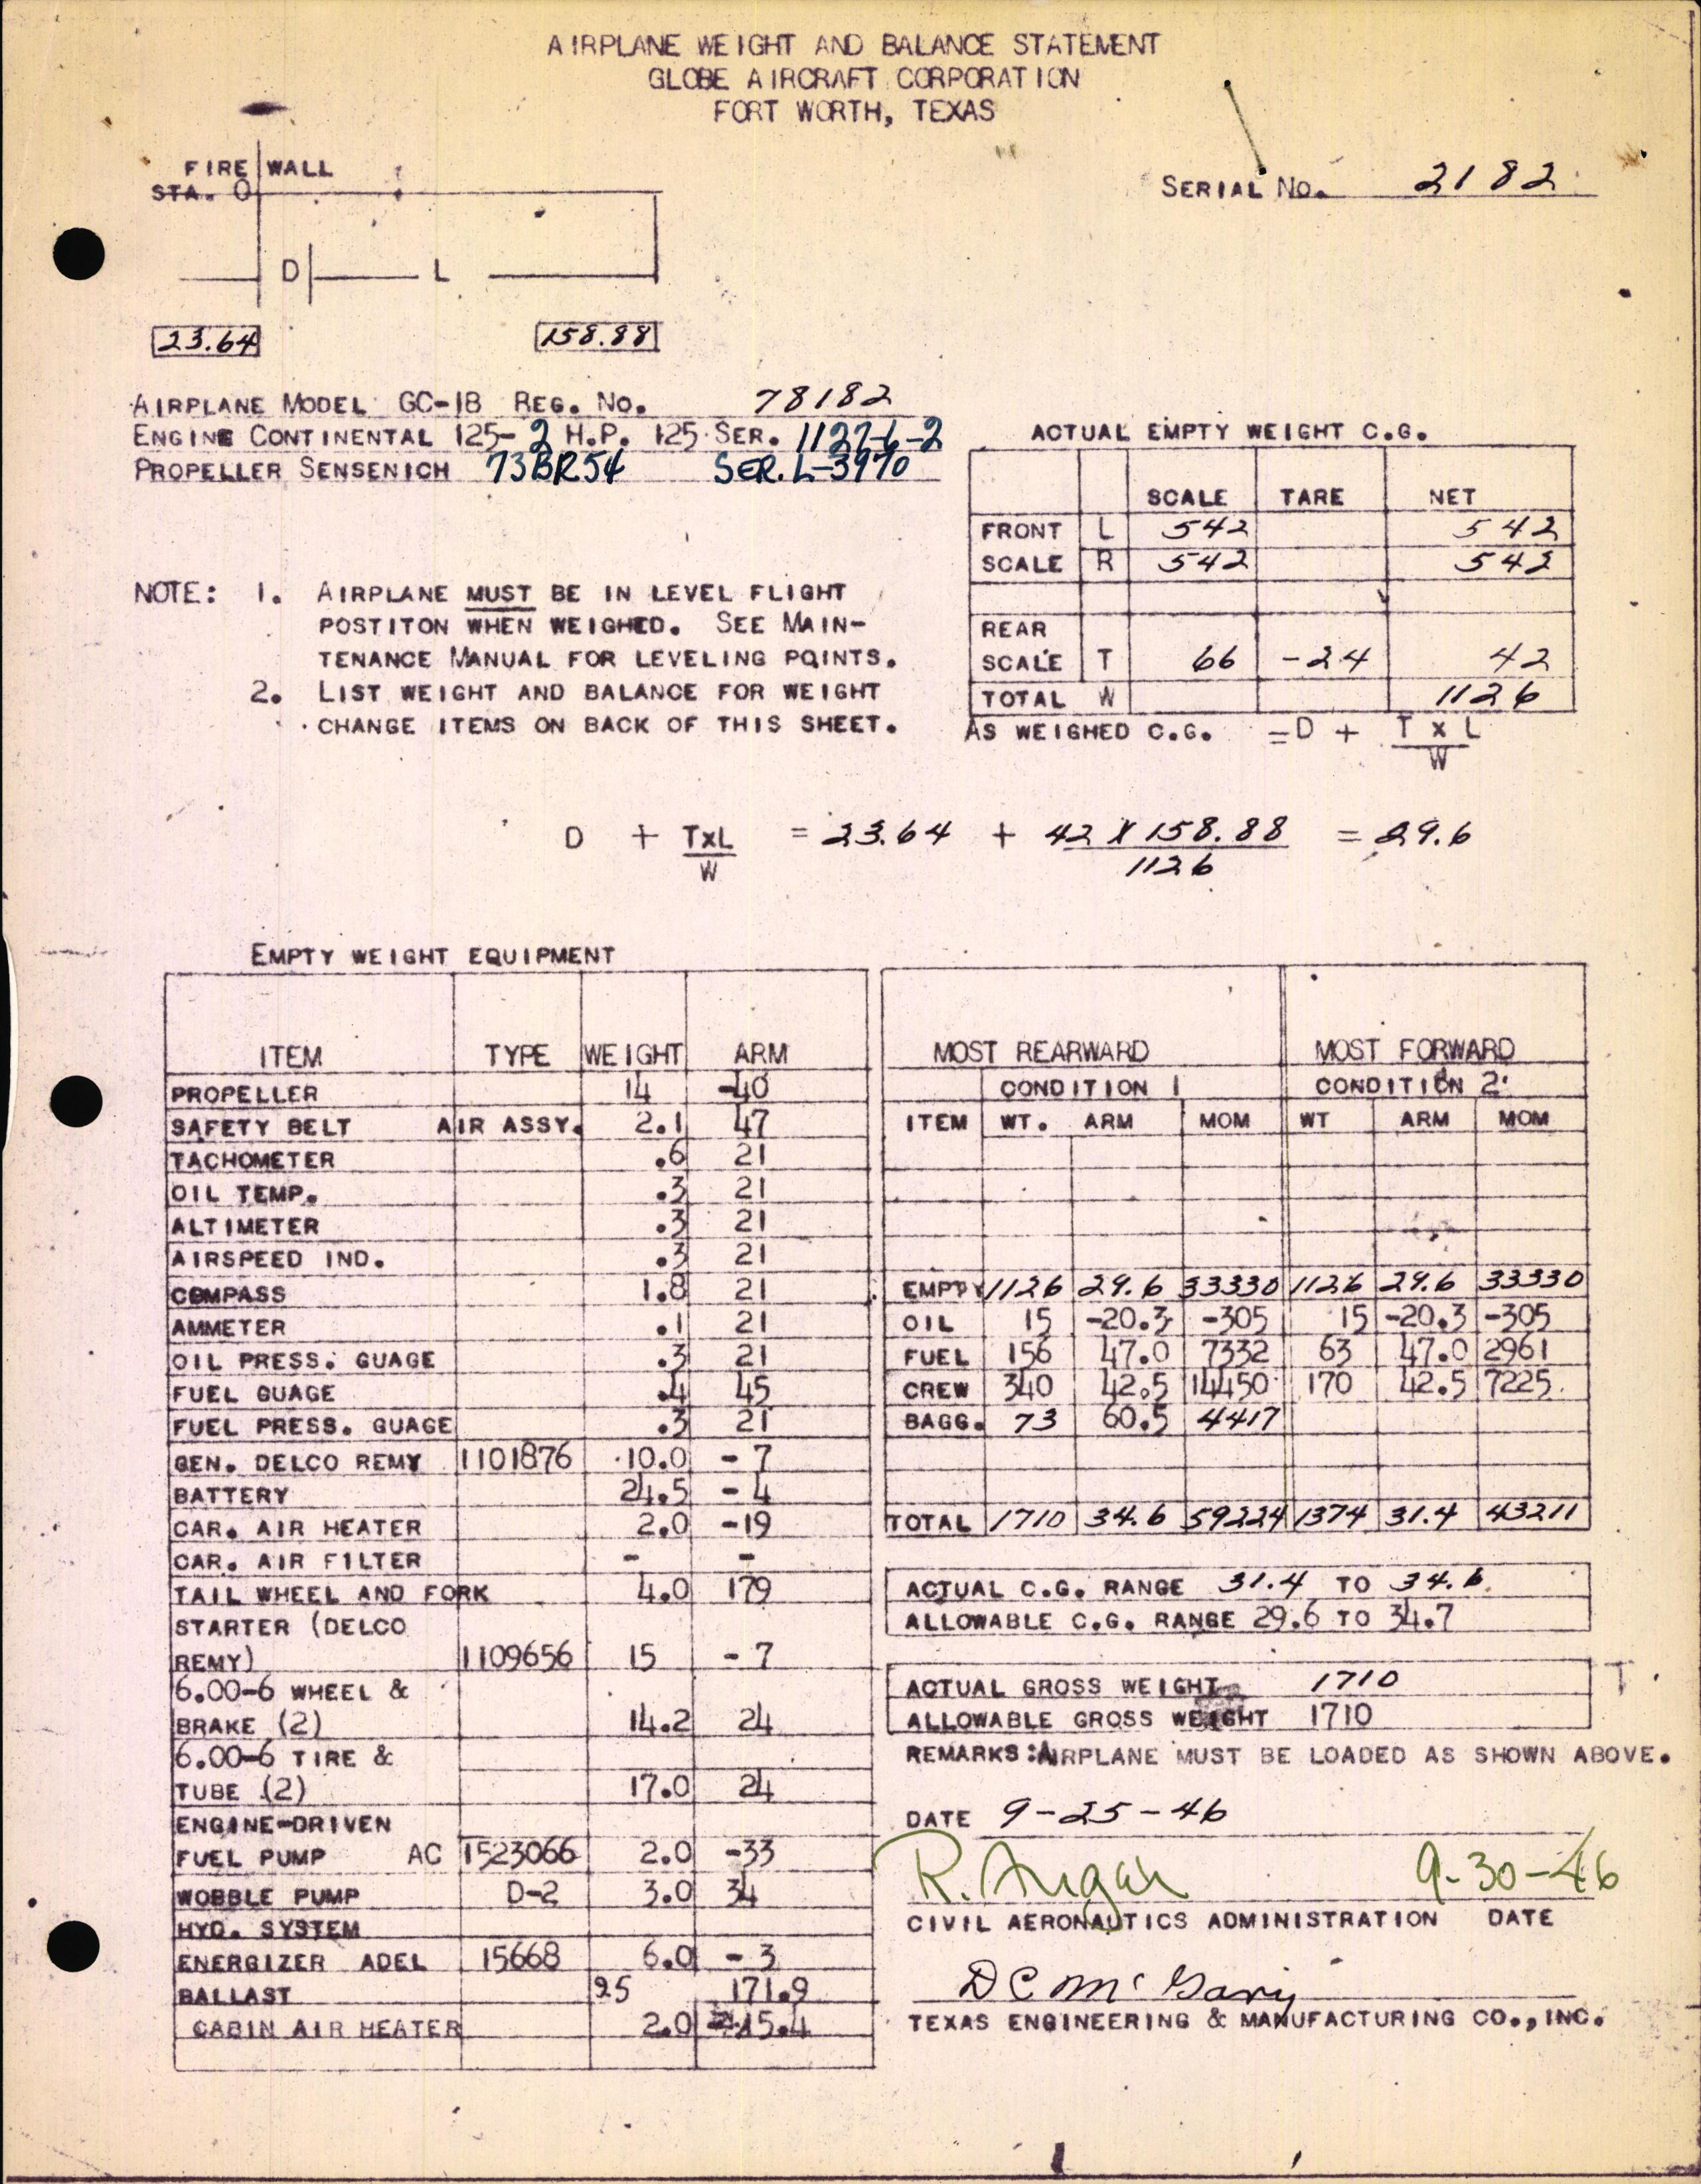 AIRPLANE WEIGHT AND BALANCE STATEMENT
GLOBE AIRCRAFT CORPORATION
FORT WORTH, TEXAS
FIRE WALL
STA. 0
SERIAL NO. 2182
D L
23.64 158.88
AIRPLANE MODEL GC-1B REG. NO. 78182
ENGINE CONTINENTAL 125-2 H.P. 125 SER.
PROPELLER SENSENICH 73BR54 SER. L-3970
ACTUAL EMPTY WEIGHT C.G.
SCALE TARE NET
FRONT L 542 542
SCALE R 542 542
REAR
SCALE T 66 -24 42
TOTAL W 1126
AS WEIGHED C.G. = D + T X L
W
NOTE: 1. AIRPLANE MUST BE IN LEVEL FLIGHT
POSTITON WHEN WEIGHED. SEE MAIN-
TENANCE MANUAL FOR LEVELING POINTS.
2. LIST WEIGHT AND BALANCE FOR WEIGHT
CHANGE ITEMS ON BACK OF THIS SHEET.
D + TXL = 23.64 + 42 X 158.88 = 29.6
W 1126
EMPTY WEIGHT EQUIPMENT
ITEM TYPE WEIGHT ARM
PROPELLER 14 -40
SAFETY BELT AIR ASSY. 2.1 47
TACHOMETER .6 21
OIL TEMP. .3 21
ALTIMETER .3 21
AIRSPEED IND. .3 21
COMPASS 1.8 21
AMMETER .1 21
OIL PRESS. GUAGE .3 21
FUEL GUAGE .4 45
FUEL PRESS. GUAGE .3 21
GEN. DELCO REMY 1101876 10.0 - 7
BATTERY 24.5 - 4
CAR. AIR HEATER 2.0 -19
CAR. AIR FILTER - -
TAIL WHEEL AND FORK 4.0 179
STARTER (DELCO
REMY) 1109656 15 - 7
6.00-6 WHEEL &
BRAKE (2) 14.2 24
6.00-6 TIRE &
TUBE (2) 17.0 24
ENGINE-DRIVEN
FUEL PUMP AC 1523066 2.0 -33
WOBBLE PUMP D-2 3.0 34
HYD. SYSTEM
ENERGIZER ADEL 15668 6.0 - 3
BALLAST 25 171.9
CABIN AIR HEATER 2.0 15.4
MOST REARWARD MOST FORWARD
CONDITION 1 CONDITION 2
ITEM WT. ARM MOM WT ARM MOM
EMPTY 1126 29.6 33330 1126 29.6 33330
OIL 15 -20.3 -305 15 -20.3 -305
FUEL 156 47.0 7332 63 47.0 2961
CREW 340 42.5 14450 170 42.5 7225
BAGG. 73 60.5 4417
TOTAL 1710 34.6 59224 1374 31.4 43211
ACTUAL C.G. RANGE 31.4 TO 34.6
ALLOWABLE C.G. RANGE 29.6 TO 34.7
ACTUAL GROSS WEIGHT 1710
ALLOWABLE GROSS WEIGHT 1710
REMARKS: AIRPLANE MUST BE LOADED AS SHOWN ABOVE.
DATE 9-25-46
R. 9-30-46
CIVIL AERONAUTICS ADMINISTRATION DATE
D C McGary
TEXAS ENGINEERING & MANUFACTURING CO., INC.